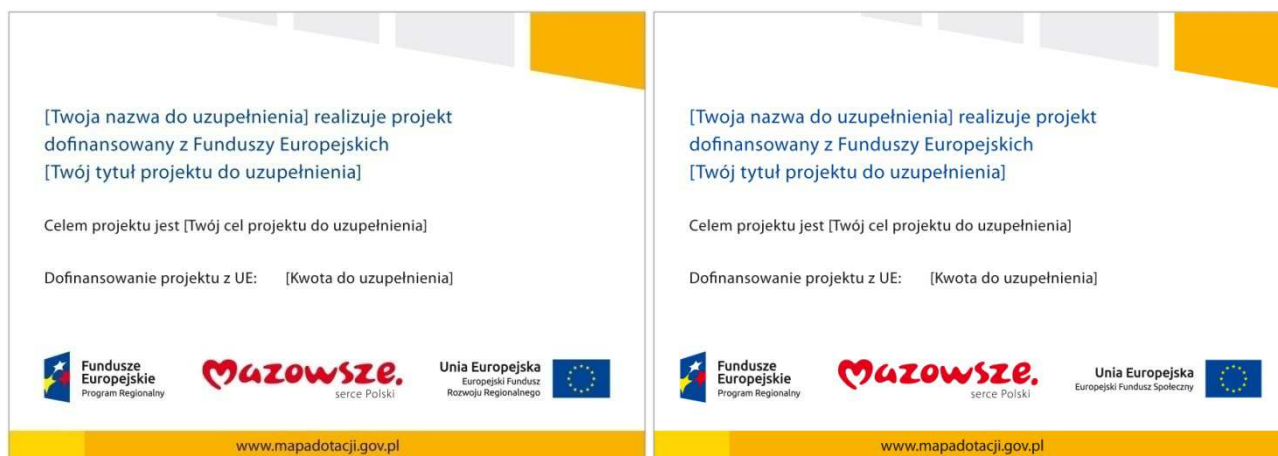 [Twoja nazwa do uzupełnienia] realizuje projekt
dofinansowany z Funduszy Europejskich
[Twój tytuł projektu do uzupełnienia]
Celem projektu jest [Twój cel projektu do uzupełnienia]
Dofinansowanie projektu z UE: [Kwota do uzupełnienia]
Fundusze
Europejskie
Program Regionalny
Mazowsze.
serce Polski
Unia Europejska
Europejski Fundusz
Rozwoju Regionalnego
www.mapadotacji.gov.pl
[Twoja nazwa do uzupełnienia] realizuje projekt
dofinansowany z Funduszy Europejskich
[Twój tytuł projektu do uzupełnienia]
Celem projektu jest [Twój cel projektu do uzupełnienia]
Dofinansowanie projektu z UE: [Kwota do uzupełnienia]
Fundusze
Europejskie
Program Regionalny
Mazowsze.
serce Polski
Unia Europejska
Europejski Fundusz Społeczny
www.mapadotacji.gov.pl